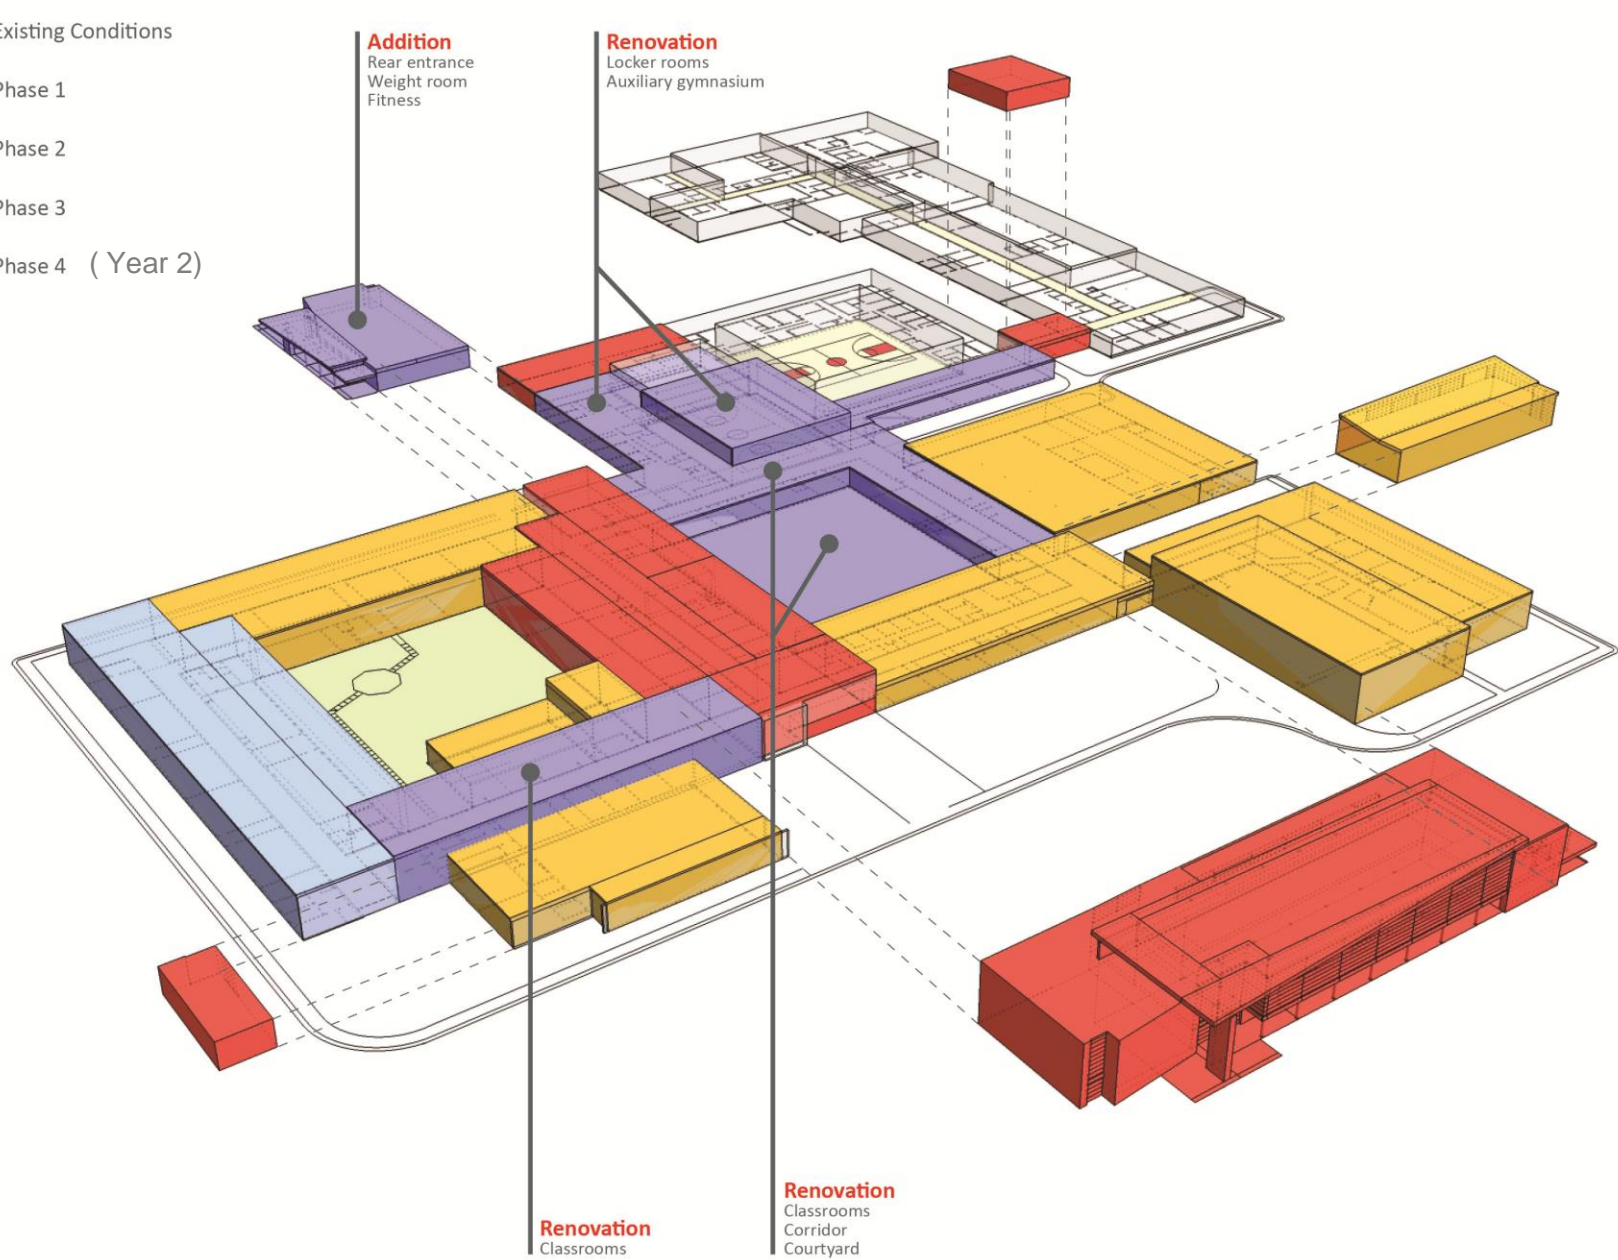 Existing Conditions
Phase 1
Phase 2
Phase 3
Phase 4 ( Year 2)
Addition
Rear entrance
Weight room
Fitness
Renovation
Locker rooms
Auxiliary gymnasium
Renovation
Classrooms
Renovation
Classrooms
Corridor
Courtyard